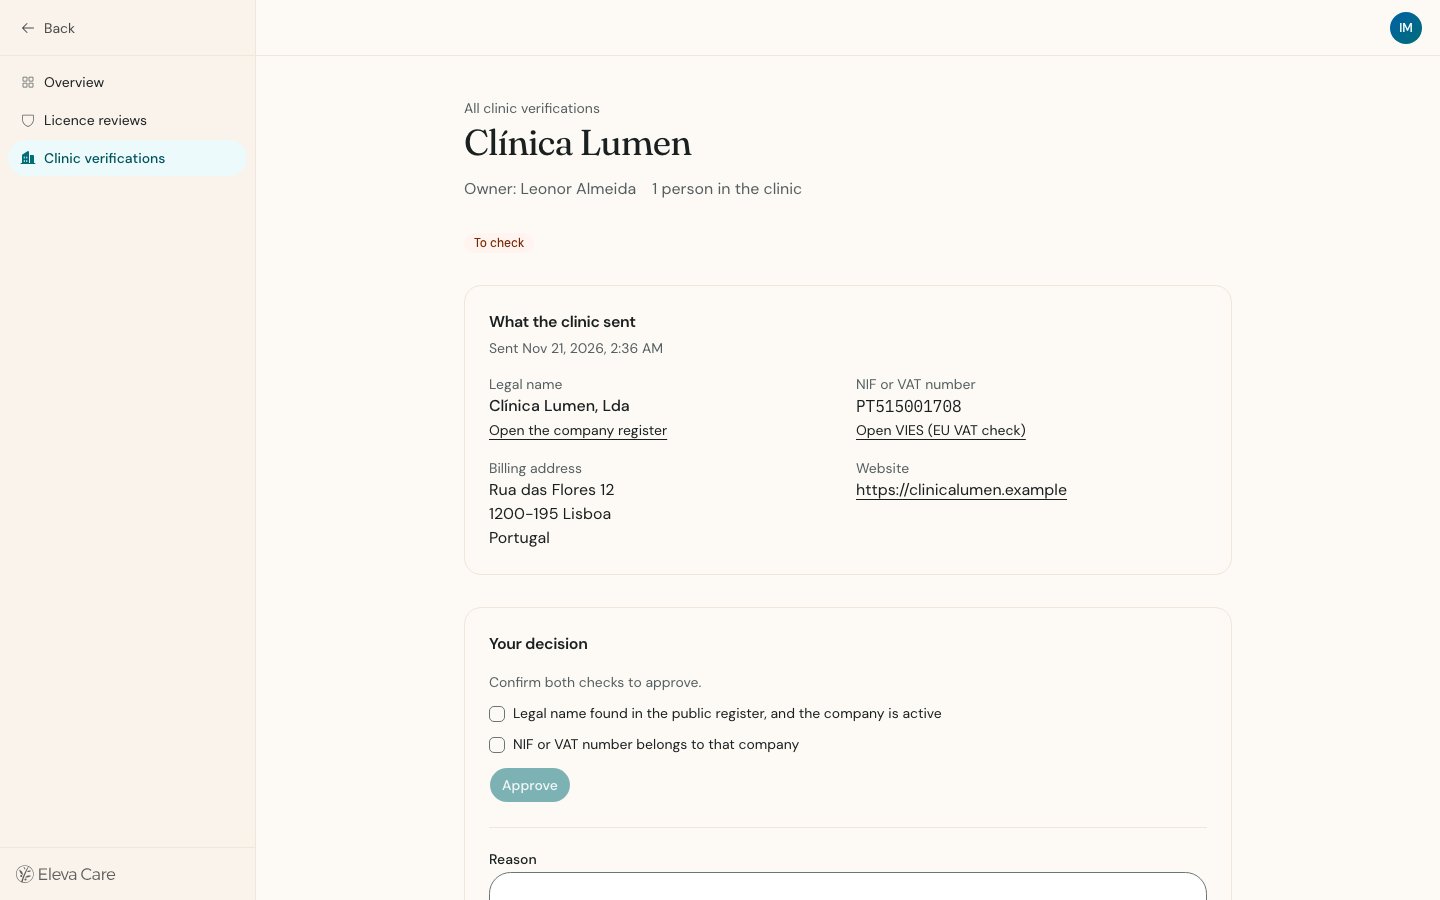 Back
IM
Overview
Licence reviews
Clinic verifications
All clinic verifications
Clínica Lumen
Owner: Leonor Almeida 1 person in the clinic
To check
What the clinic sent
Sent Nov 21, 2026, 2:36 AM
Legal name
Clínica Lumen, Lda
Open the company register
NIF or VAT number
PT515001708
Open VIES (EU VAT check)
Billing address
Rua das Flores 12
1200-195 Lisboa
Portugal
Website
https://clinicalumen.example
Your decision
Confirm both checks to approve.
Legal name found in the public register, and the company is active
NIF or VAT number belongs to that company
Approve
Reason
Eleva Care